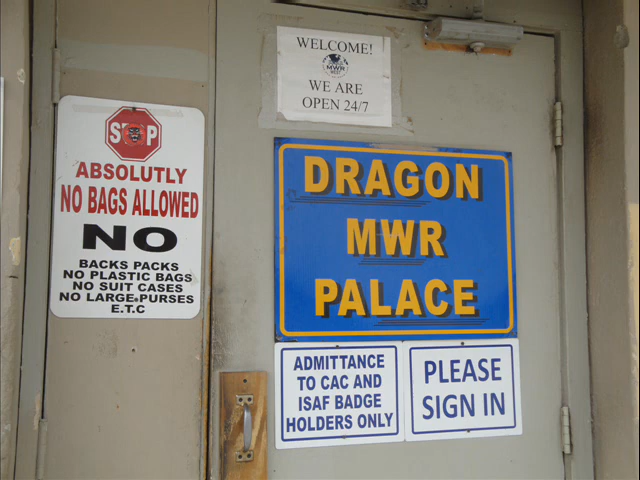 STOP
ABSOLUTLY
NO BAGS ALLOWED
NO
BACKS PACKS
NO PLASTIC BAGS
NO SUIT CASES
NO LARGE PURSES
E.T.C
WELCOME!
MWR
WE ARE
OPEN 24/7
DRAGON
MWR
PALACE
ADMITTANCE
TO CAC AND
ISAF BADGE
HOLDERS ONLY
PLEASE
SIGN IN